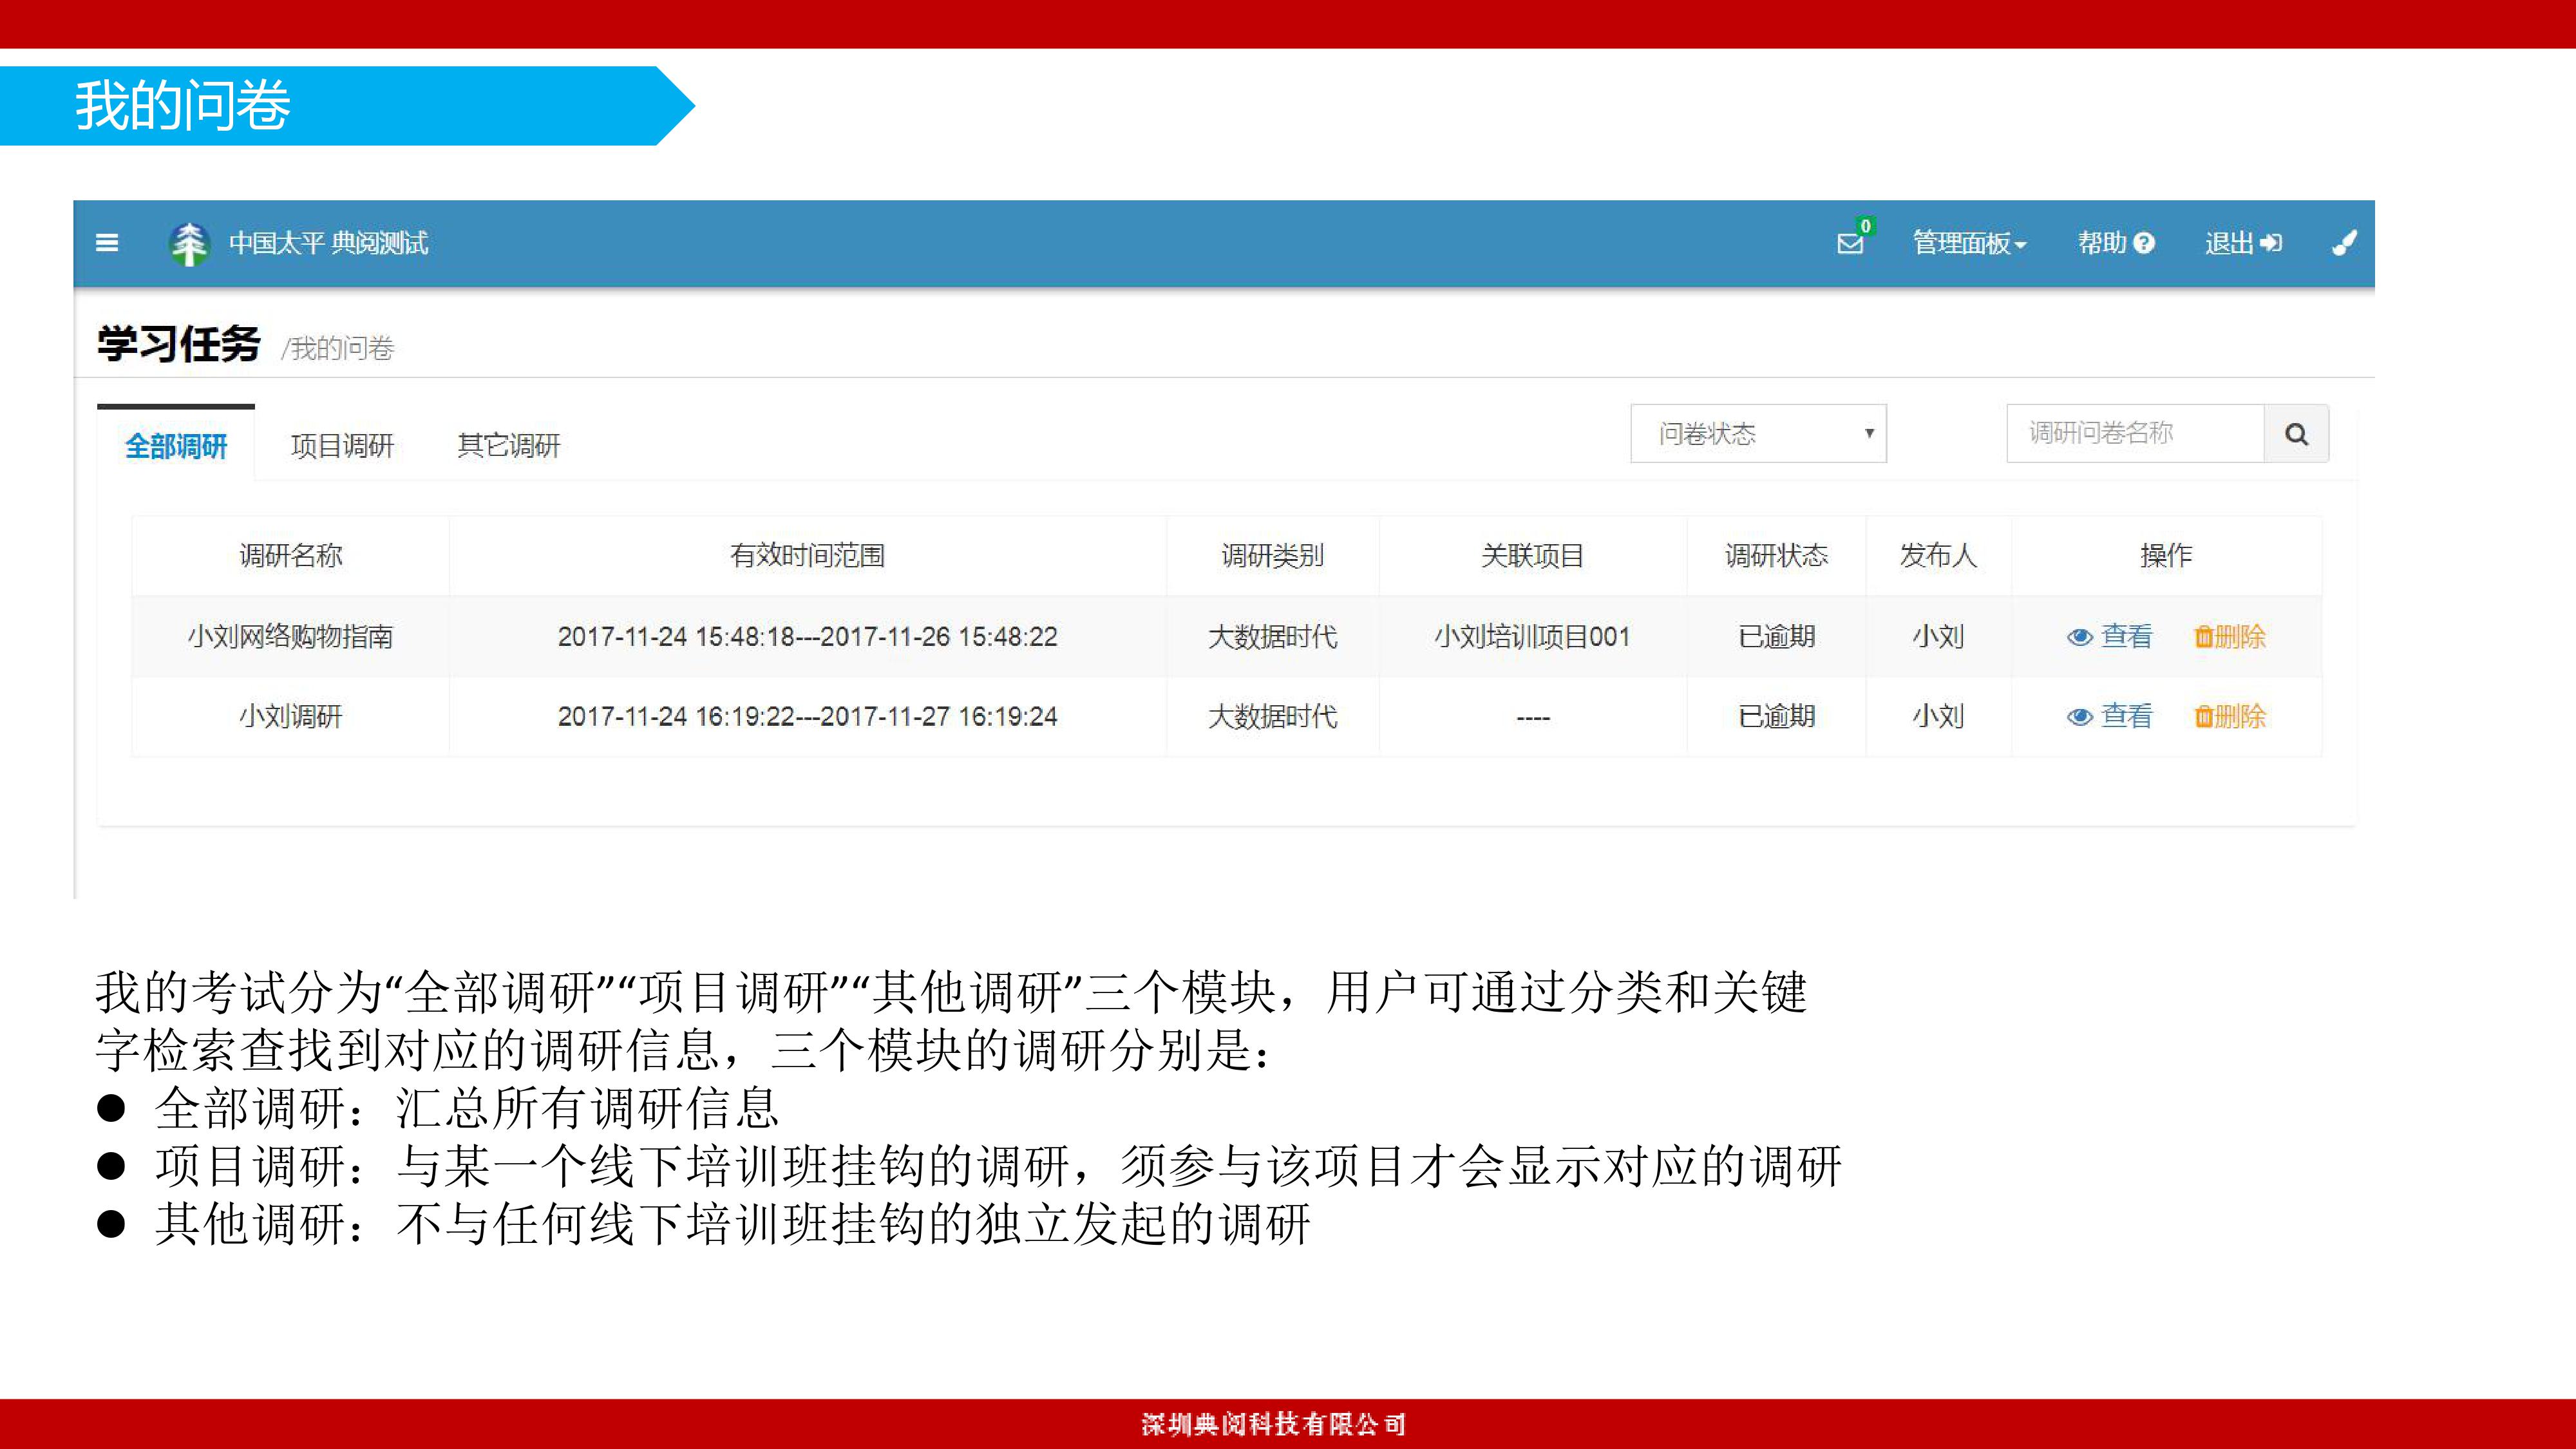 我的问卷
中国太平 典阅测试 0 管理面板 帮助 退出
学习任务 /我的问卷
全部调研 项目调研 其它调研 问卷状态 调研问卷名称
调研名称 有效时间范围 调研类别 关联项目 调研状态 发布人 操作
小刘网络购物指南 2017-11-24 15:48:18---2017-11-26 15:48:22 大数据时代 小刘培训项目001 已逾期 小刘 查看 删除
小刘调研 2017-11-24 16:19:22---2017-11-27 16:19:24 大数据时代 ---- 已逾期 小刘 查看 删除
我的考试分为“全部调研”“项目调研”“其他调研”三个模块，用户可通过分类和关键
字检索查找到对应的调研信息，三个模块的调研分别是：
● 全部调研：汇总所有调研信息
● 项目调研：与某一个线下培训班挂钩的调研，须参与该项目才会显示对应的调研
● 其他调研：不与任何线下培训班挂钩的独立发起的调研
深圳典阅科技有限公司